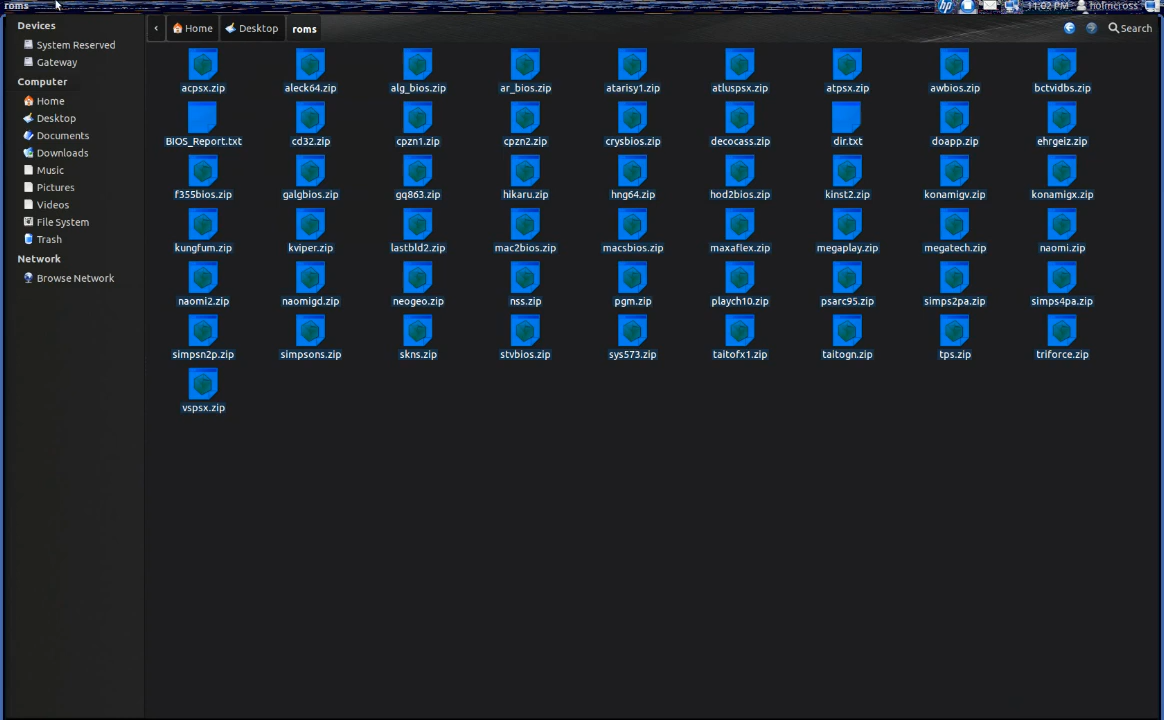 roms
hp 11:02 PM holmcross
Devices
System Reserved
Gateway
Computer
Home
Desktop
Documents
Downloads
Music
Pictures
Videos
File System
Trash
Network
Browse Network
Home Desktop roms Search
acpsx.zip aleck64.zip alg_bios.zip ar_bios.zip atarisy1.zip atluspsx.zip atpsx.zip awbios.zip bctvidbs.zip
BIOS_Report.txt cd32.zip cpzn1.zip cpzn2.zip crysbios.zip decocass.zip dir.txt doapp.zip ehrgeiz.zip
f355bios.zip galgbios.zip gq863.zip hikaru.zip hng64.zip hod2bios.zip kinst2.zip konamigv.zip konamigx.zip
kungfum.zip kviper.zip lastbld2.zip mac2bios.zip macsbios.zip maxaflex.zip megaplay.zip megatech.zip naomi.zip
naomi2.zip naomigd.zip neogeo.zip nss.zip pgm.zip playch10.zip psarc95.zip simps2pa.zip simps4pa.zip
simpsn2p.zip simpsons.zip skns.zip stvbios.zip sys573.zip taitofx1.zip taitogn.zip tps.zip triforce.zip
vspsx.zip